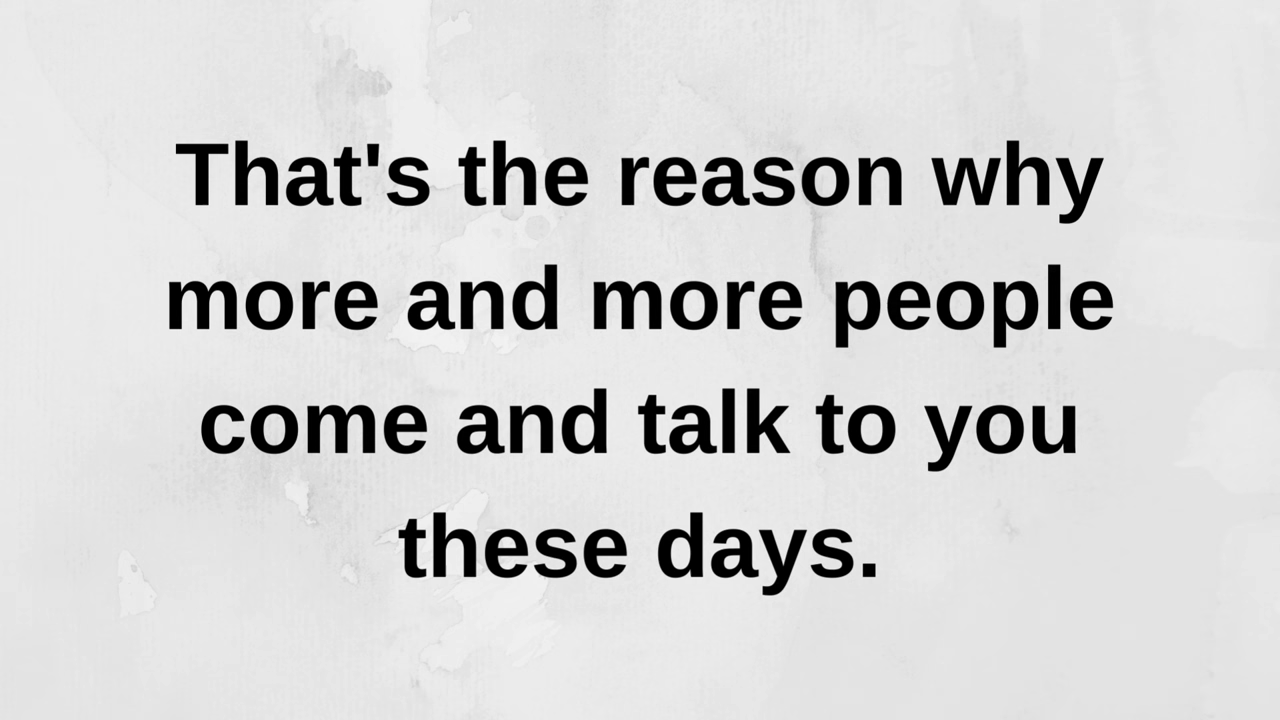 That's the reason why
more and more people
come and talk to you
these days.